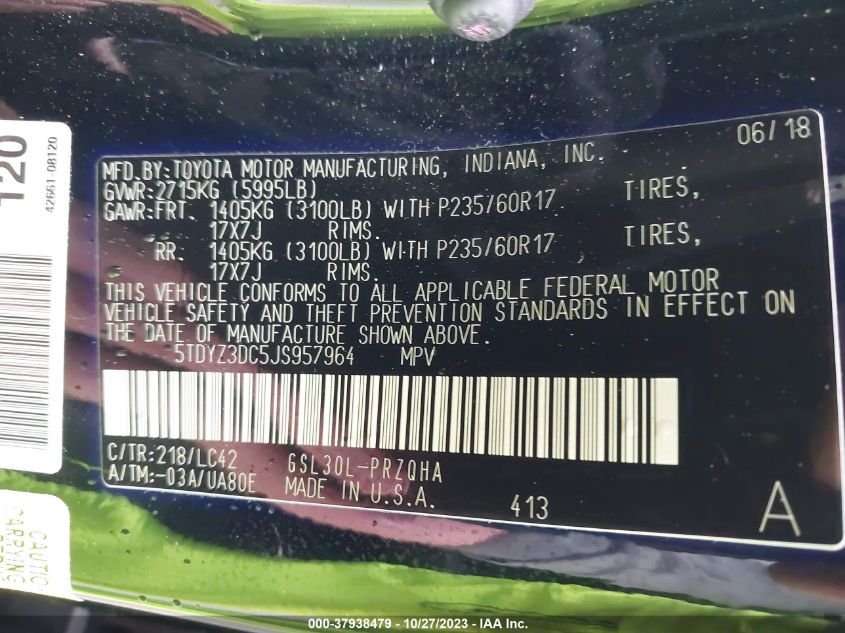 120
42661-08120
06/18
MFD.BY:TOYOTA MOTOR MANUFACTURING, INDIANA, INC.
GVWR:2715KG (5995LB)
GAWR:FRT. 1405KG (3100LB) WITH P235/60R17 TIRES,
17X7J RIMS.
RR. 1405KG (3100LB) WITH P235/60R17 TIRES,
17X7J RIMS.
THIS VEHICLE CONFORMS TO ALL APPLICABLE FEDERAL MOTOR
VEHICLE SAFETY AND THEFT PREVENTION STANDARDS IN EFFECT ON
THE DATE OF MANUFACTURE SHOWN ABOVE.
5TDYZ3DC5JS957964 MPV
C/TR:218/LC42 GSL30L-PRZQHA
A/TM:-03A/UA80E MADE IN U.S.A.
413 A
CAUTIO
CARRYING
000-37938479 - 10/27/2023 - IAA Inc.